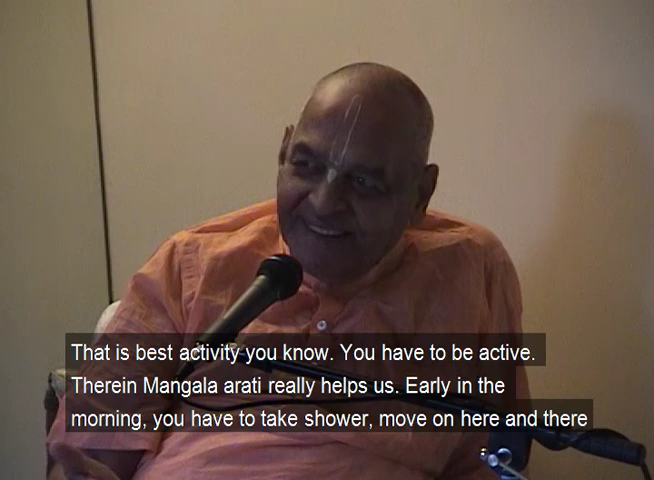 That is best activity you know. You have to be active.
Therein Mangala arati really helps us. Early in the
morning, you have to take shower, move on here and there